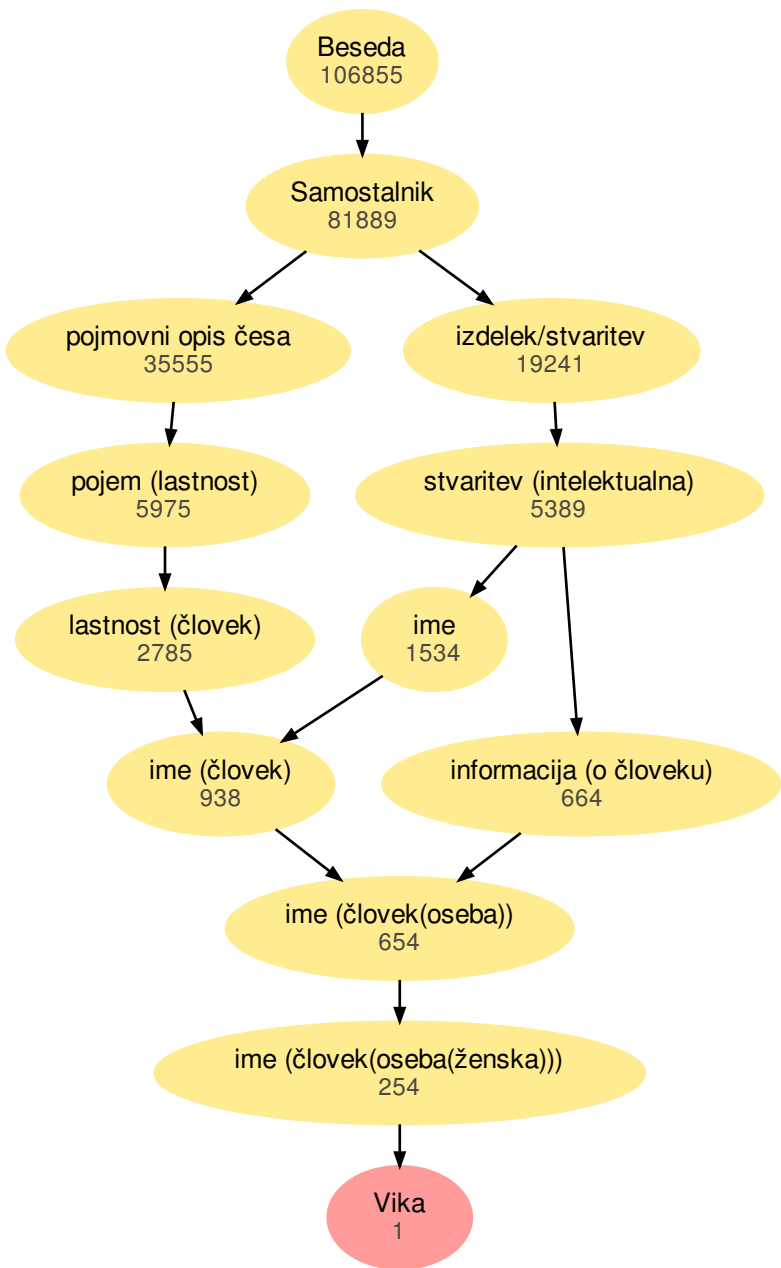 Beseda
106855
Samostalnik
81889
pojmovni opis česa
35555
izdelek/stvaritev
19241
pojem (lastnost)
5975
stvaritev (intelektualna)
5389
lastnost (človek)
2785
ime
1534
ime (človek)
938
informacija (o človeku)
664
ime (človek(oseba))
654
ime (človek(oseba(ženska)))
254
Vika
1